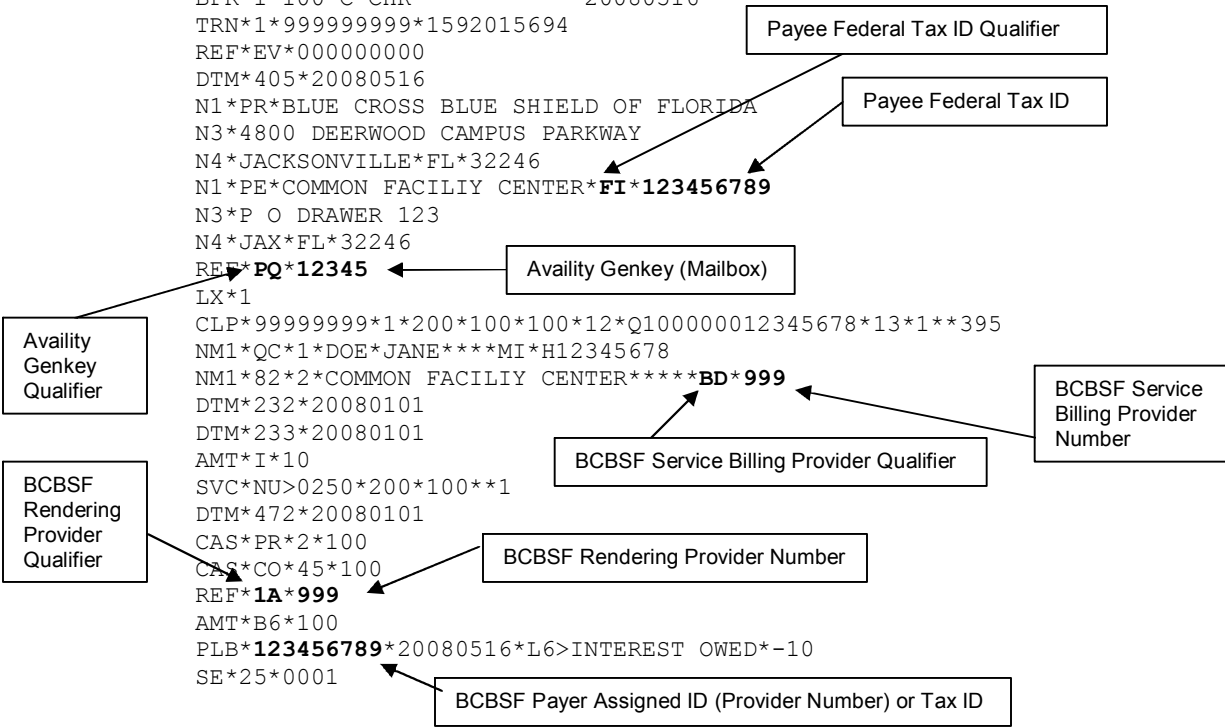 TRN*1*999999999*1592015694
REF*EV*000000000
DTM*405*20080516
N1*PR*BLUE CROSS BLUE SHIELD OF FLORIDA
N3*4800 DEERWOOD CAMPUS PARKWAY
N4*JACKSONVILLE*FL*32246
N1*PE*COMMON FACILIY CENTER*FI*123456789
N3*P O DRAWER 123
N4*JAX*FL*32246
REF*PQ*12345
LX*1
CLP*99999999*1*200*100*100*12*Q100000012345678*13*1**395
NM1*QC*1*DOE*JANE****MI*H12345678
NM1*82*2*COMMON FACILIY CENTER*****BD*999
DTM*232*20080101
DTM*233*20080101
AMT*I*10
SVC*NU>0250*200*100**1
DTM*472*20080101
CAS*PR*2*100
CAS*CO*45*100
REF*1A*999
AMT*B6*100
PLB*123456789*20080516*L6>INTEREST OWED*-10
SE*25*0001
Payee Federal Tax ID Qualifier
Payee Federal Tax ID
Availity Genkey (Mailbox)
Availity
Genkey
Qualifier
BCBSF Service
Billing Provider
Number
BCBSF Service Billing Provider Qualifier
BCBSF
Rendering
Provider
Qualifier
BCBSF Rendering Provider Number
BCBSF Payer Assigned ID (Provider Number) or Tax ID